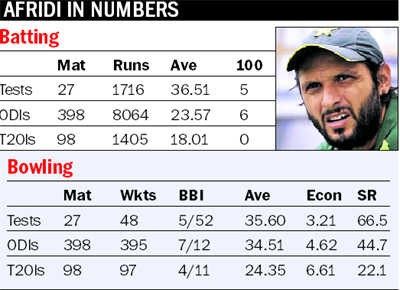 AFRIDI IN NUMBERS
Batting
Mat Runs Ave 100
Tests 27 1716 36.51 5
ODIs 398 8064 23.57 6
T20Is 98 1405 18.01 0
Bowling
Mat Wkts BBI Ave Econ SR
Tests 27 48 5/52 35.60 3.21 66.5
ODIs 398 395 7/12 34.51 4.62 44.7
T20Is 98 97 4/11 24.35 6.61 22.1